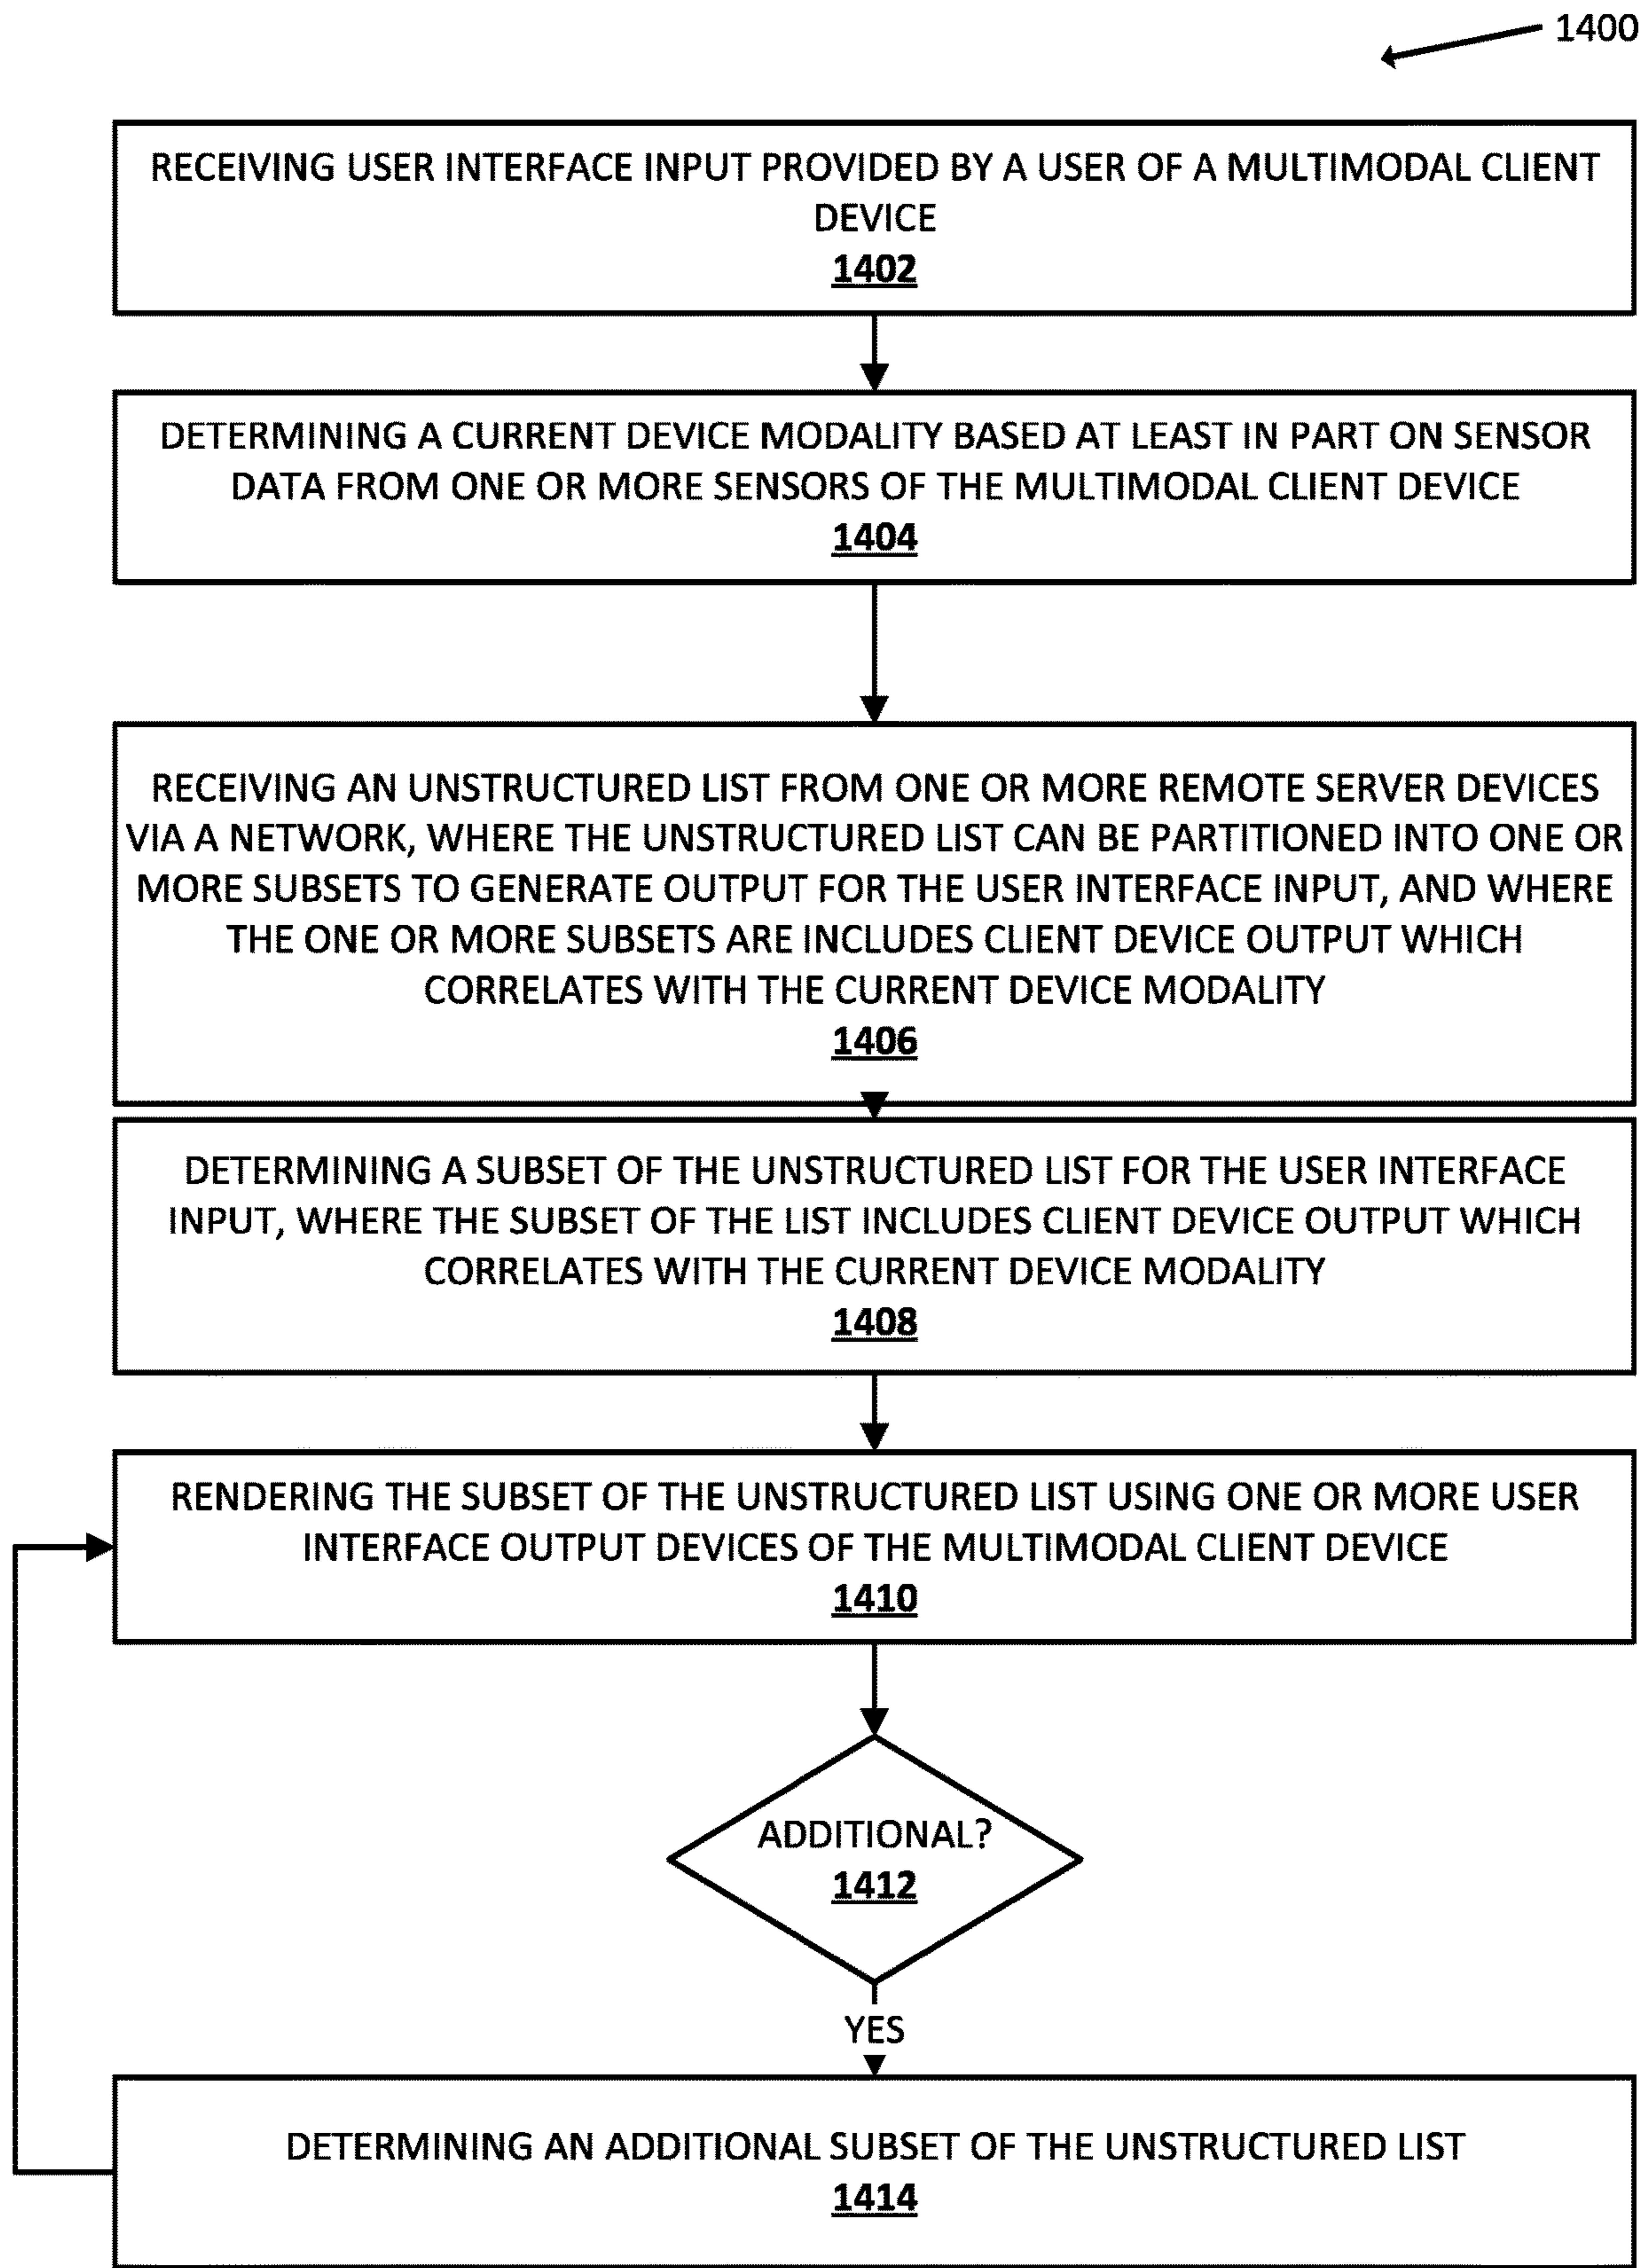 1400
RECEIVING USER INTERFACE INPUT PROVIDED BY A USER OF A MULTIMODAL CLIENT
DEVICE
1402
DETERMINING A CURRENT DEVICE MODALITY BASED AT LEAST IN PART ON SENSOR
DATA FROM ONE OR MORE SENSORS OF THE MULTIMODAL CLIENT DEVICE
1404
RECEIVING AN UNSTRUCTURED LIST FROM ONE OR MORE REMOTE SERVER DEVICES
VIA A NETWORK, WHERE THE UNSTRUCTURED LIST CAN BE PARTITIONED INTO ONE OR
MORE SUBSETS TO GENERATE OUTPUT FOR THE USER INTERFACE INPUT, AND WHERE
THE ONE OR MORE SUBSETS ARE INCLUDES CLIENT DEVICE OUTPUT WHICH
CORRELATES WITH THE CURRENT DEVICE MODALITY
1406
DETERMINING A SUBSET OF THE UNSTRUCTURED LIST FOR THE USER INTERFACE
INPUT, WHERE THE SUBSET OF THE LIST INCLUDES CLIENT DEVICE OUTPUT WHICH
CORRELATES WITH THE CURRENT DEVICE MODALITY
1408
RENDERING THE SUBSET OF THE UNSTRUCTURED LIST USING ONE OR MORE USER
INTERFACE OUTPUT DEVICES OF THE MULTIMODAL CLIENT DEVICE
1410
ADDITIONAL?
1412
YES
DETERMINING AN ADDITIONAL SUBSET OF THE UNSTRUCTURED LIST
1414